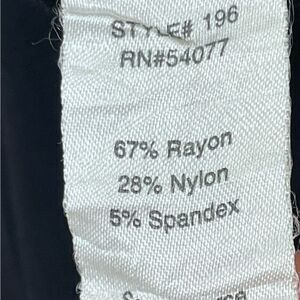 STYLE# 196
RN#54077
67% Rayon
28% Nylon
5% Spandex